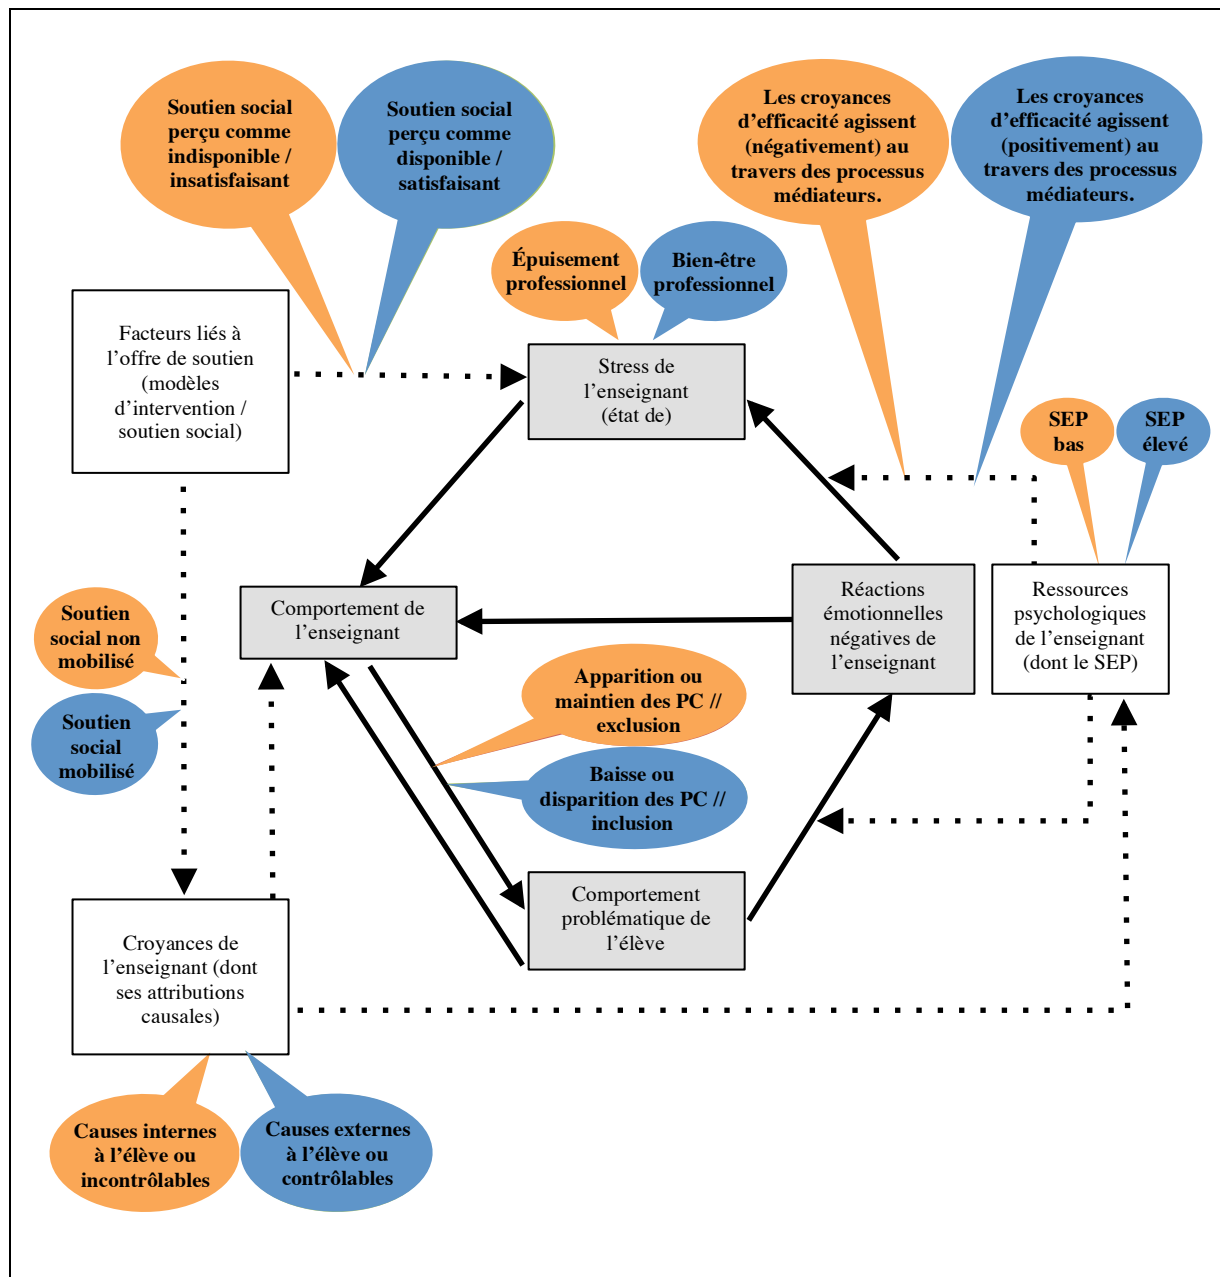 Soutien social
perçu comme
indisponible /
insatisfaisant
Soutien social
perçu comme
disponible /
satisfaisant
Les croyances
d'efficacité agissent
(négativement) au
travers des processus
médiateurs.
Les croyances
d'efficacité agissent
(positivement) au
travers des processus
médiateurs.
Épuisement
professionnel
Bien-être
professionnel
Facteurs liés à
l’offre de soutien
(modèles
d’intervention /
soutien social)
Stress de
l’enseignant
(état de)
SEP
bas
SEP
élevé
Comportement de
l’enseignant
Réactions
émotionnelles
négatives de
l’enseignant
Ressources
psychologiques
de l’enseignant
(dont le SEP)
Soutien
social non
mobilisé
Soutien
social
mobilisé
Apparition ou
maintien des PC //
exclusion
Baisse ou
disparition des PC //
inclusion
Comportement
problématique de
l’élève
Croyances de
l’enseignant (dont
ses attributions
causales)
Causes internes
à l’élève ou
incontrôlables
Causes externes
à l’élève ou
contrôlables